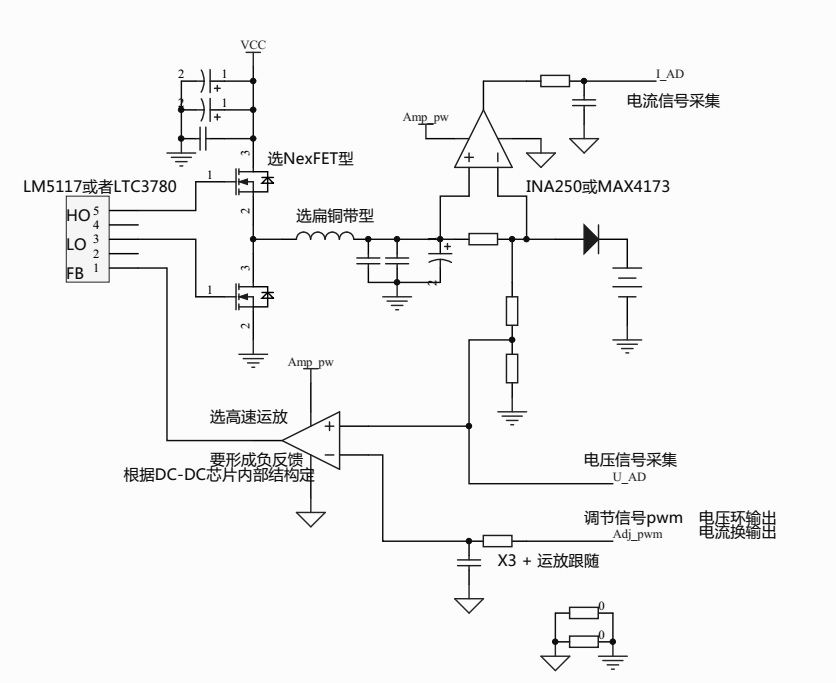 VCC
2 1
2 1
I_AD
电流信号采集
Amp_pw
3
选NexFET型
1
LM5117或者LTC3780
INA250或MAX4173
2
HO 5
4
LO 3
2
FB 1
选扁铜带型
3
1
2
2
Amp_pw
选高速运放
要形成负反馈
根据DC-DC芯片内部结构定
电压信号采集
U_AD
调节信号pwm 电压环输出
Adj_pwm 电流换输出
X3 + 运放跟随
0
0